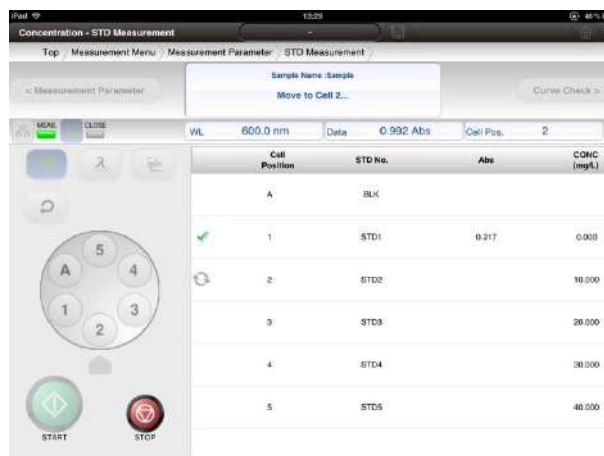 iPad
13:29
46%
Concentration - STD Measurement
-
Top / Measurement Menu / Measurement Parameter / STD Measurement
< Measurement Parameter
Sample Name :Sample
Move to Cell 2...
Curve Check >
MEAS.
CLOSE
WL 600.0 nm
Data 0.992 Abs
Cell Pos. 2
Cell Position STD No. Abs CONC (mg/L)
A BLK
1 STD1 0.217 0.000
2 STD2 10.000
3 STD3 20.000
4 STD4 30.000
5 STD5 40.000
λ
5
A 4
1 3
2
START STOP